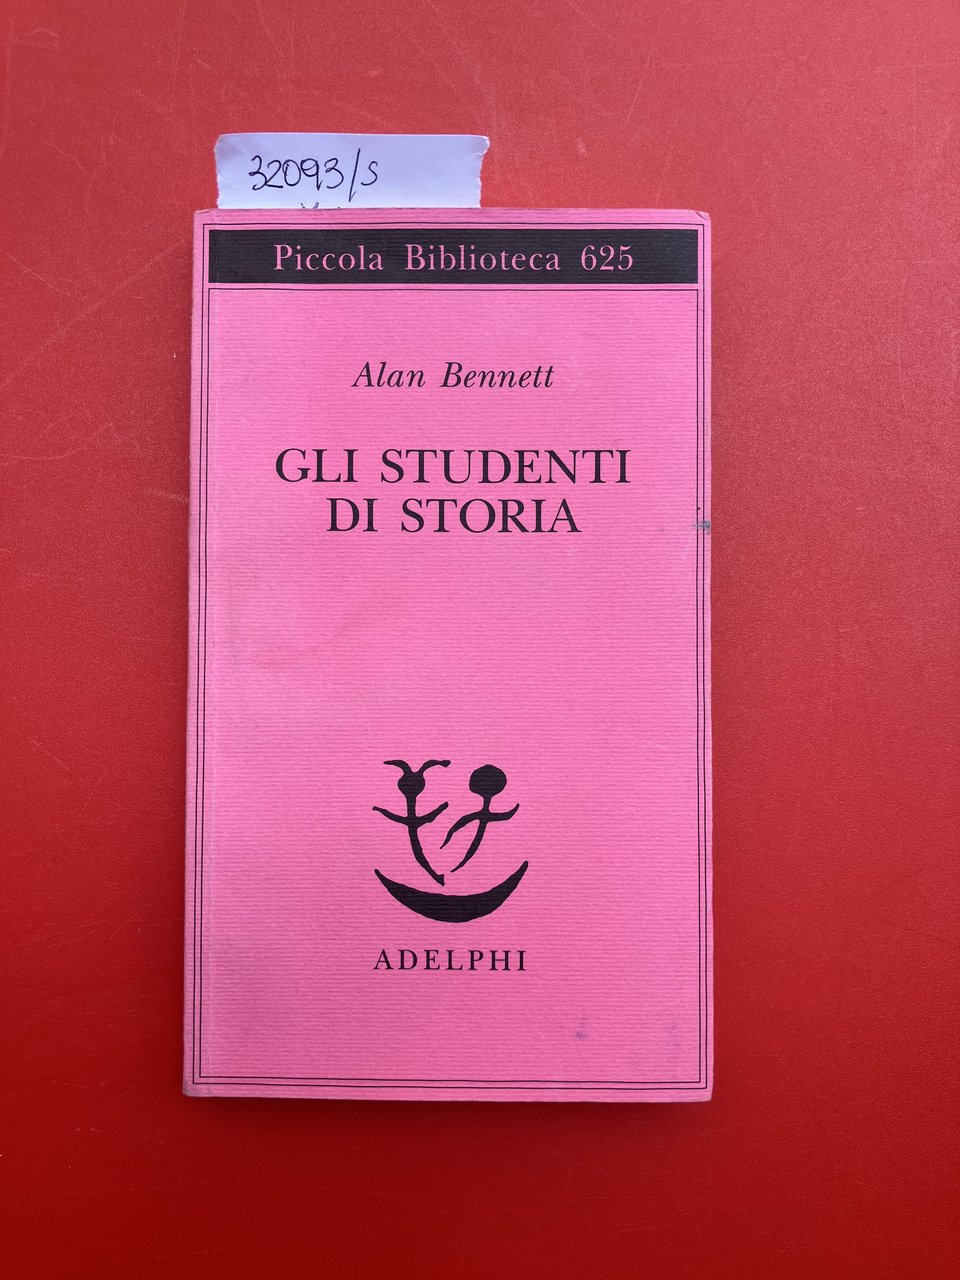 32093/s
Piccola Biblioteca 625
Alan Bennett
GLI STUDENTI
DI STORIA
ADELPHI